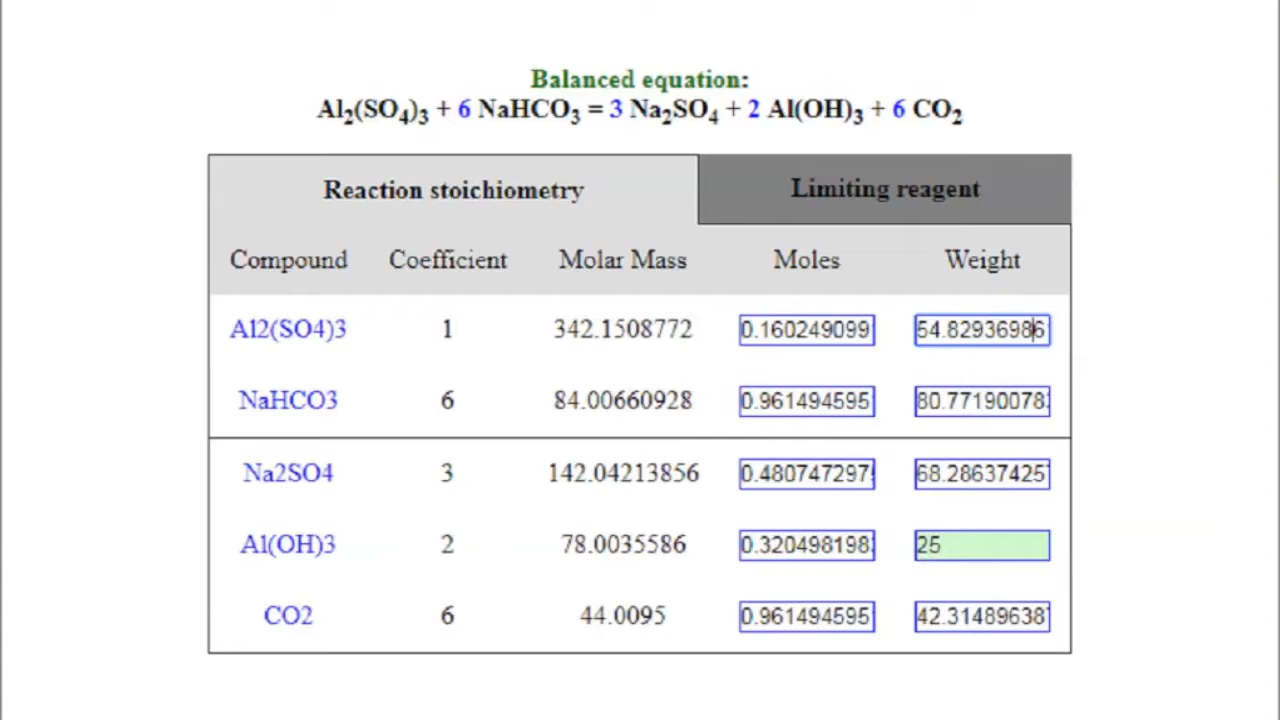 Balanced equation:
Al₂(SO₄)₃ + 6 NaHCO₃ = 3 Na₂SO₄ + 2 Al(OH)₃ + 6 CO₂
Reaction stoichiometry Limiting reagent
Compound Coefficient Molar Mass Moles Weight
Al2(SO4)3 1 342.1508772 0.160249099 54.82936986
NaHCO3 6 84.00660928 0.961494595 80.77190078
Na2SO4 3 142.04213856 0.480747297 68.28637425
Al(OH)3 2 78.0035586 0.320498198 25
CO2 6 44.0095 0.961494595 42.31489638